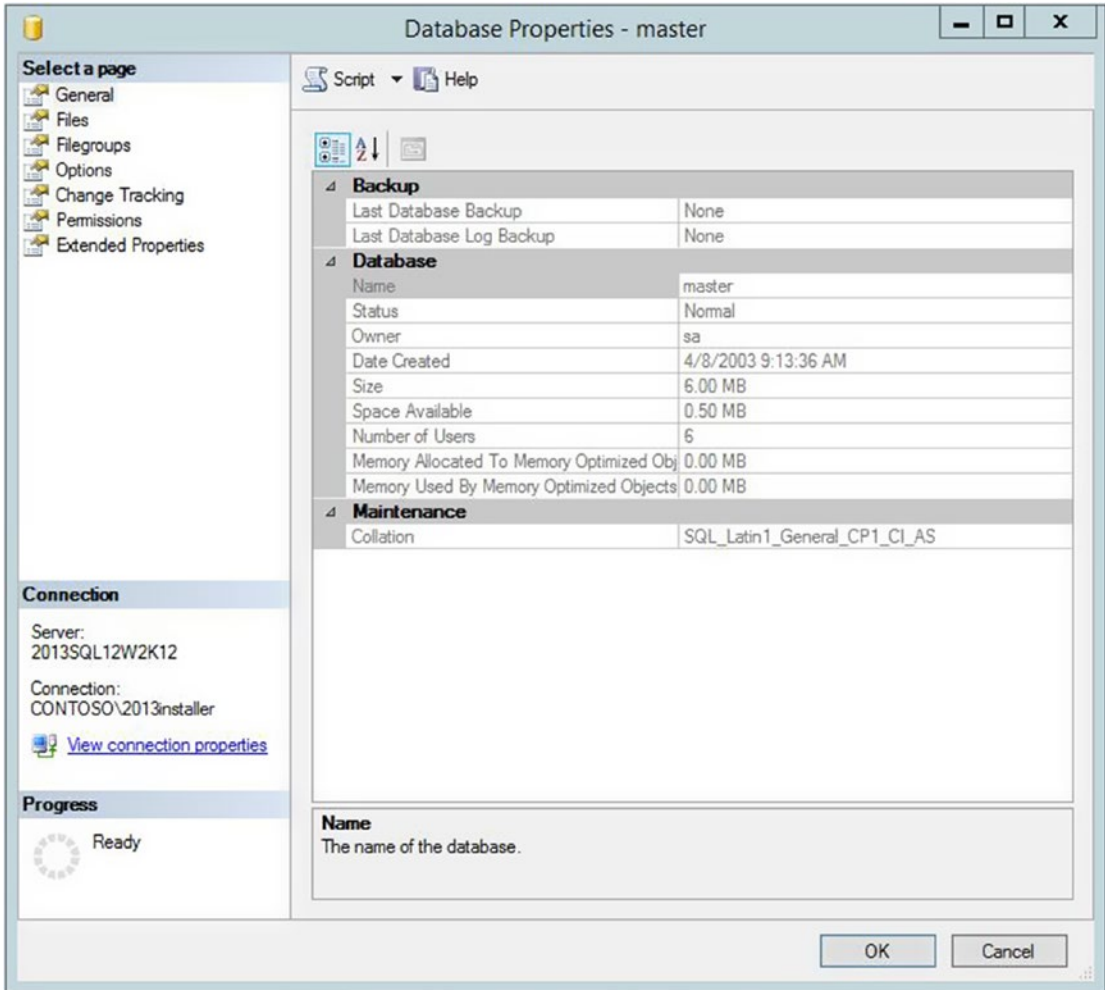 Database Properties - master
Select a page
General
Files
Filegroups
Options
Change Tracking
Permissions
Extended Properties
Connection
Server:
2013SQL12W2K12
Connection:
CONTOSO\2013installer
View connection properties
Progress
Ready
Script Help
Backup
Last Database Backup None
Last Database Log Backup None
Database
Name master
Status Normal
Owner sa
Date Created 4/8/2003 9:13:36 AM
Size 6.00 MB
Space Available 0.50 MB
Number of Users 6
Memory Allocated To Memory Optimized Obj 0.00 MB
Memory Used By Memory Optimized Objects 0.00 MB
Maintenance
Collation SQL_Latin1_General_CP1_CI_AS
Name
The name of the database.
OK Cancel